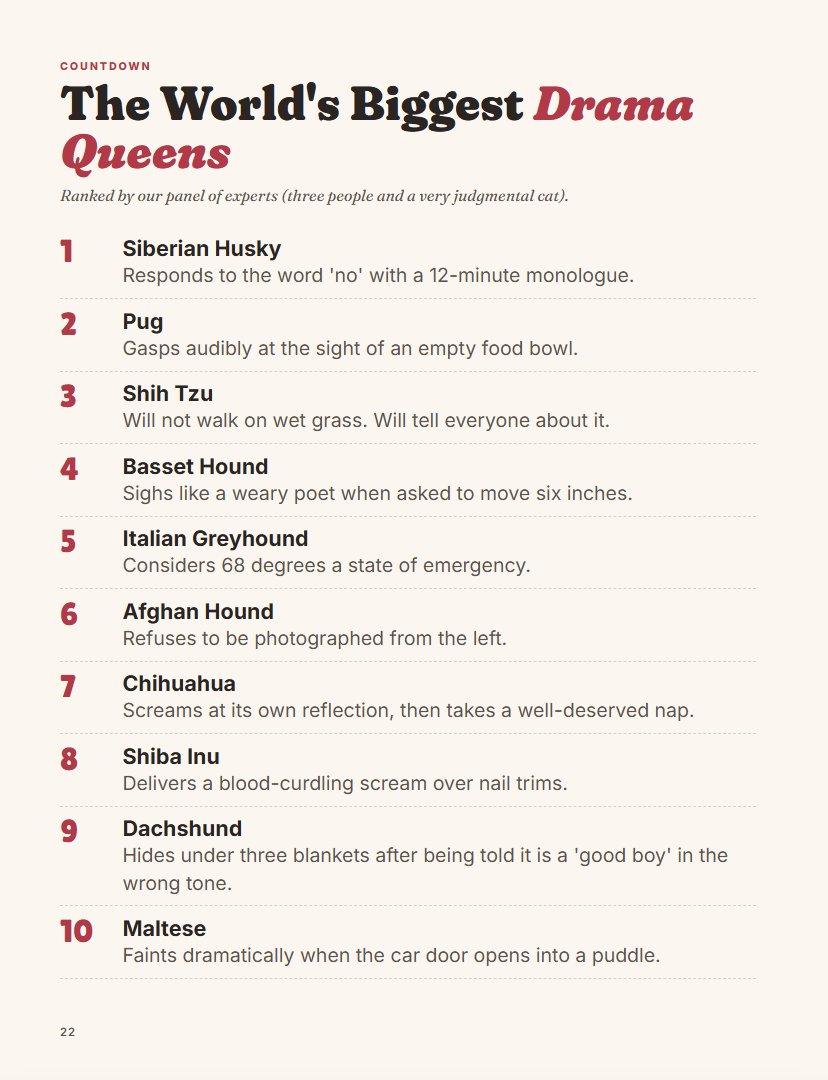 COUNTDOWN
The World's Biggest Drama
Queens
Ranked by our panel of experts (three people and a very judgmental cat).
1
Siberian Husky
Responds to the word 'no' with a 12-minute monologue.
2
Pug
Gasps audibly at the sight of an empty food bowl.
3
Shih Tzu
Will not walk on wet grass. Will tell everyone about it.
4
Basset Hound
Sighs like a weary poet when asked to move six inches.
5
Italian Greyhound
Considers 68 degrees a state of emergency.
6
Afghan Hound
Refuses to be photographed from the left.
7
Chihuahua
Screams at its own reflection, then takes a well-deserved nap.
8
Shiba Inu
Delivers a blood-curdling scream over nail trims.
9
Dachshund
Hides under three blankets after being told it is a 'good boy' in the
wrong tone.
10
Maltese
Faints dramatically when the car door opens into a puddle.
22